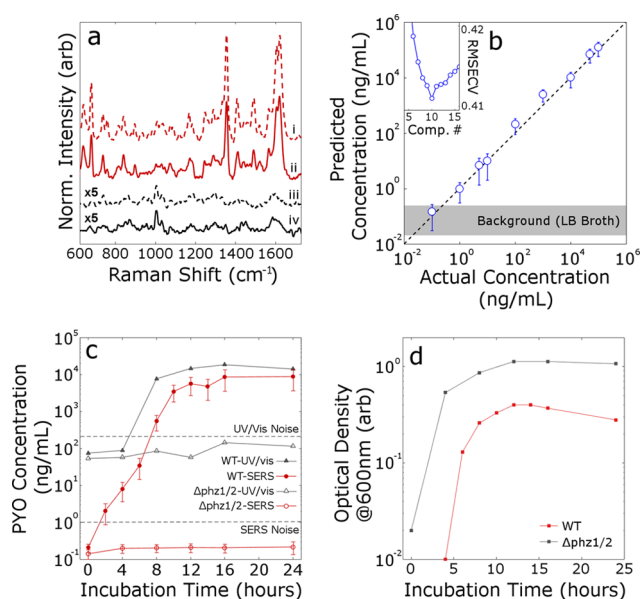 a
Norm. Intensity (arb)
i
ii
x5
iii
x5
iv
600 800 1000 1200 1400 1600
Raman Shift (cm⁻¹)
b
Predicted
Concentration (ng/mL)
10⁶
10⁴
10²
10⁰
10⁻²
0.42
RMSECV
0.41
5 10 15
Comp. #
Background (LB Broth)
10⁻² 10⁰ 10² 10⁴ 10⁶
Actual Concentration
(ng/mL)
c
PYO Concentration
(ng/mL)
10⁵
10⁴
10³
10²
10¹
10⁰
10⁻¹
UV/Vis Noise
WT-UV/vis
WT-SERS
Δphz1/2-UV/vis
Δphz1/2-SERS
SERS Noise
0 4 8 12 16 20 24
Incubation Time (hours)
d
Optical Density
@600nm (arb)
10⁰
10⁻¹
10⁻²
WT
Δphz1/2
0 5 10 15 20 25
Incubation Time (hours)